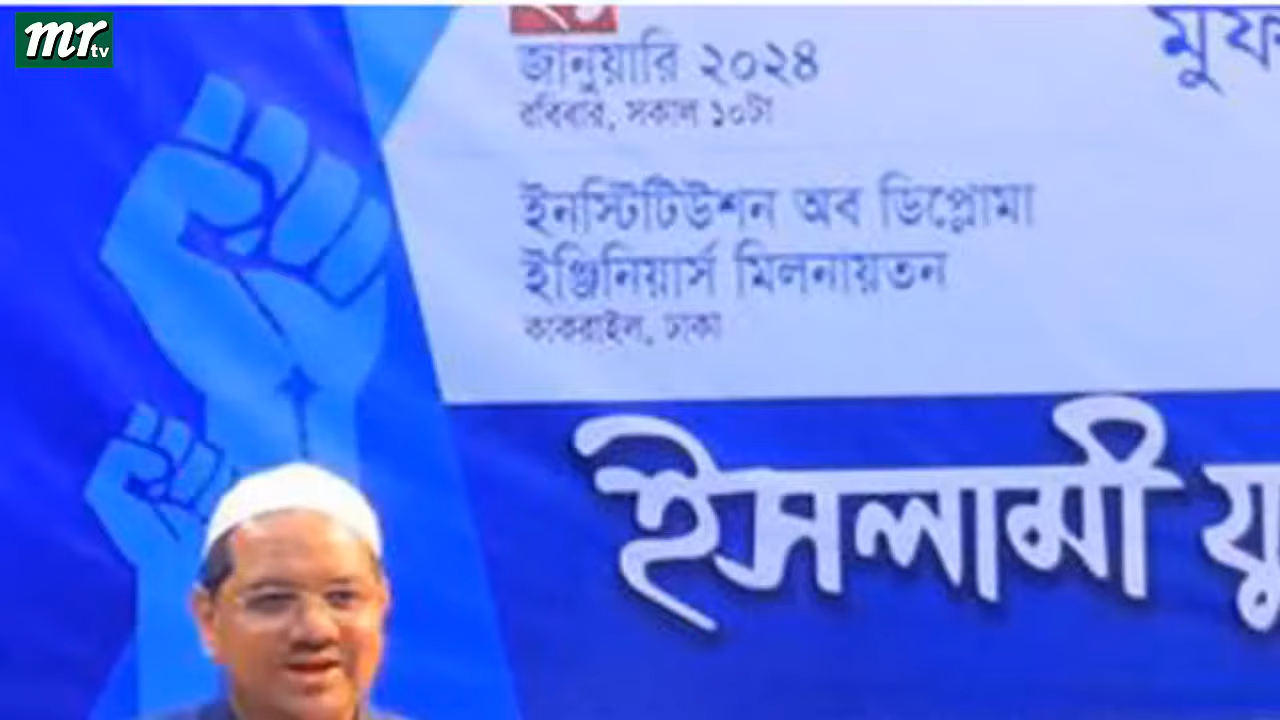 mr tv
জানুয়ারি ২০২৪
রবিবার, সকাল ১০টা
ইনস্টিটিউশন অব ডিপ্লোমা
ইঞ্জিনিয়ার্স মিলনায়তন
কাকরাইল, ঢাকা
ইসলামী